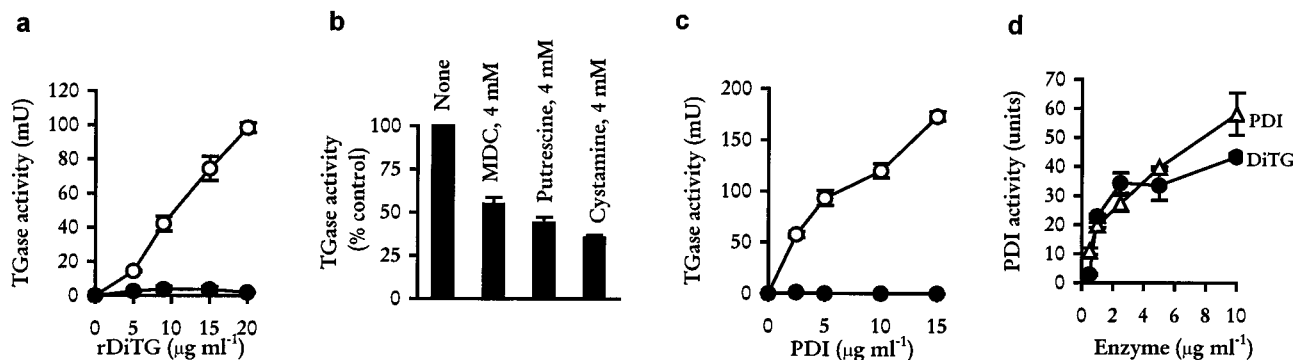 a
TGase activity (mU)
120
100
80
60
40
20
0
0 5 10 15 20
rDiTG (μg ml⁻¹)
b
TGase activity
(% control)
100
75
50
25
0
None
MDC, 4 mM
Putrescine, 4 mM
Cystamine, 4 mM
c
TGase activity (mU)
200
150
100
50
0
0 5 10 15
PDI (μg ml⁻¹)
d
PDI activity (units)
70
60
50
40
30
20
10
0
PDI
DiTG
0 2 4 6 8 10
Enzyme (μg ml⁻¹)